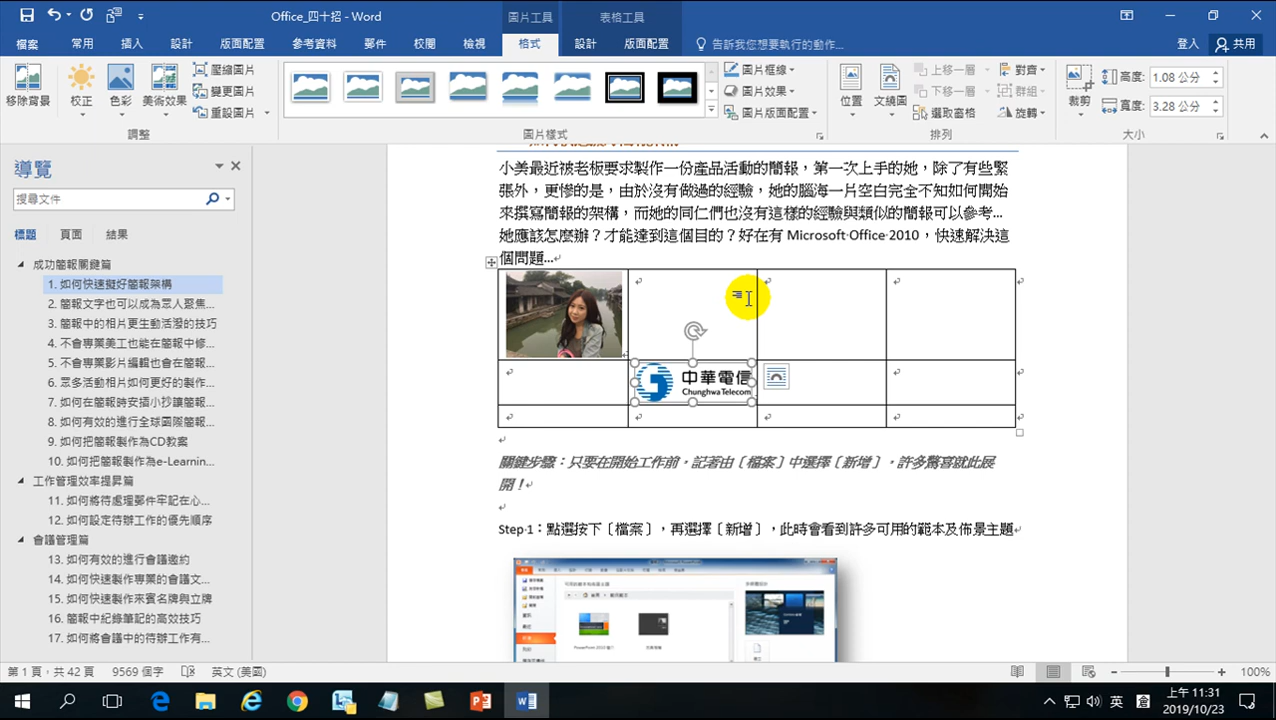 Office_四十招 - Word
圖片工具
表格工具
檔案
常用
插入
設計
版面配置
參考資料
郵件
校閱
檢視
格式
設計
版面配置
告訴我您想要執行的動作...
登入
共用
移除背景
校正
色彩
美術效果
壓縮圖片
變更圖片
重設圖片
調整
圖片樣式
圖片框線
圖片效果
圖片版面配置
位置
文繞圖
上移一層
下移一層
選取窗格
對齊
群組
旋轉
排列
裁剪
高度: 1.08 公分
寬度: 3.28 公分
大小
導覽
搜尋文件
標題
頁面
結果
成功簡報關鍵篇
1. 如何快速擬好簡報架構
2. 簡報文字也可以成為眾人聚焦...
3. 簡報中的相片更生動活潑的技巧
4. 不會專業美工也能在簡報中修...
5. 不會專業影片編輯也會在簡報...
6. 眾多活動相片如何更好的製作...
7. 如何在簡報時安插小抄讓簡報...
8. 如何有效的進行全球團隊簡報...
9. 如何把簡報製作為CD教案
10. 如何把簡報製作為e-Learnin...
工作管理效率提昇篇
11. 如何將待處理郵件牢記在心...
12. 如何設定待辦工作的優先順序
會議管理篇
13. 如何有效的進行會議邀約
14. 如何快速製作專業的會議文...
15. 如何快速製作來賓名牌與立牌
16. 簡報中紀錄筆記的高效技巧
17. 如何將會議中的待辦工作有...
小美最近被老板要求製作一份產品活動的簡報，第一次上手的她，除了有些緊
張外，更慘的是，由於沒有做過的經驗，她的腦海一片空白完全不知如何開始
來撰寫簡報的架構，而她的同仁們也沒有這樣的經驗與類似的簡報可以參考...
她應該怎麼辦？才能達到這個目的？好在有 Microsoft·Office·2010，快速解決這
個問題...
中華電信
Chunghwa Telecom
關鍵步驟：只要在開始工作前，記著由〔檔案〕中選擇〔新增〕，許多驚喜就此展
開！
Step·1：點選按下〔檔案〕，再選擇〔新增〕，此時會看到許多可用的範本及佈景主題
第 1 頁，共 42 頁
9569 個字
英文 (美國)
100%
英
上午 11:31
2019/10/23